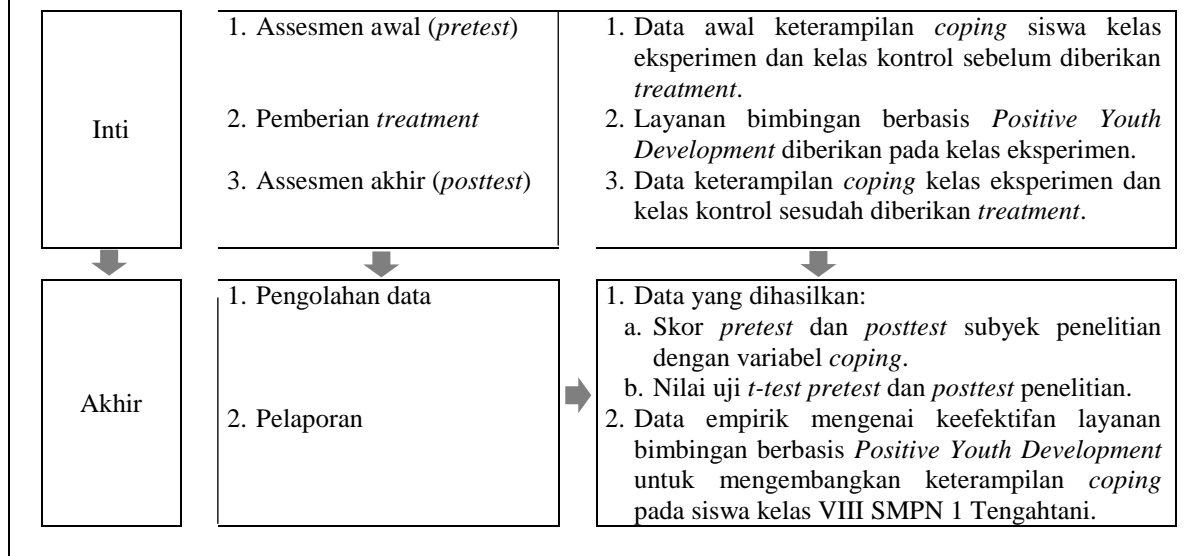 Inti
1. Assesmen awal (pretest)
2. Pemberian treatment
3. Assesmen akhir (posttest)
1. Data awal keterampilan coping siswa kelas
eksperimen dan kelas kontrol sebelum diberikan
treatment.
2. Layanan bimbingan berbasis Positive Youth
Development diberikan pada kelas eksperimen.
3. Data keterampilan coping kelas eksperimen dan
kelas kontrol sesudah diberikan treatment.
Akhir
1. Pengolahan data
2. Pelaporan
1. Data yang dihasilkan:
a. Skor pretest dan posttest subyek penelitian
dengan variabel coping.
b. Nilai uji t-test pretest dan posttest penelitian.
2. Data empirik mengenai keefektifan layanan
bimbingan berbasis Positive Youth Development
untuk mengembangkan keterampilan coping
pada siswa kelas VIII SMPN 1 Tengahtani.